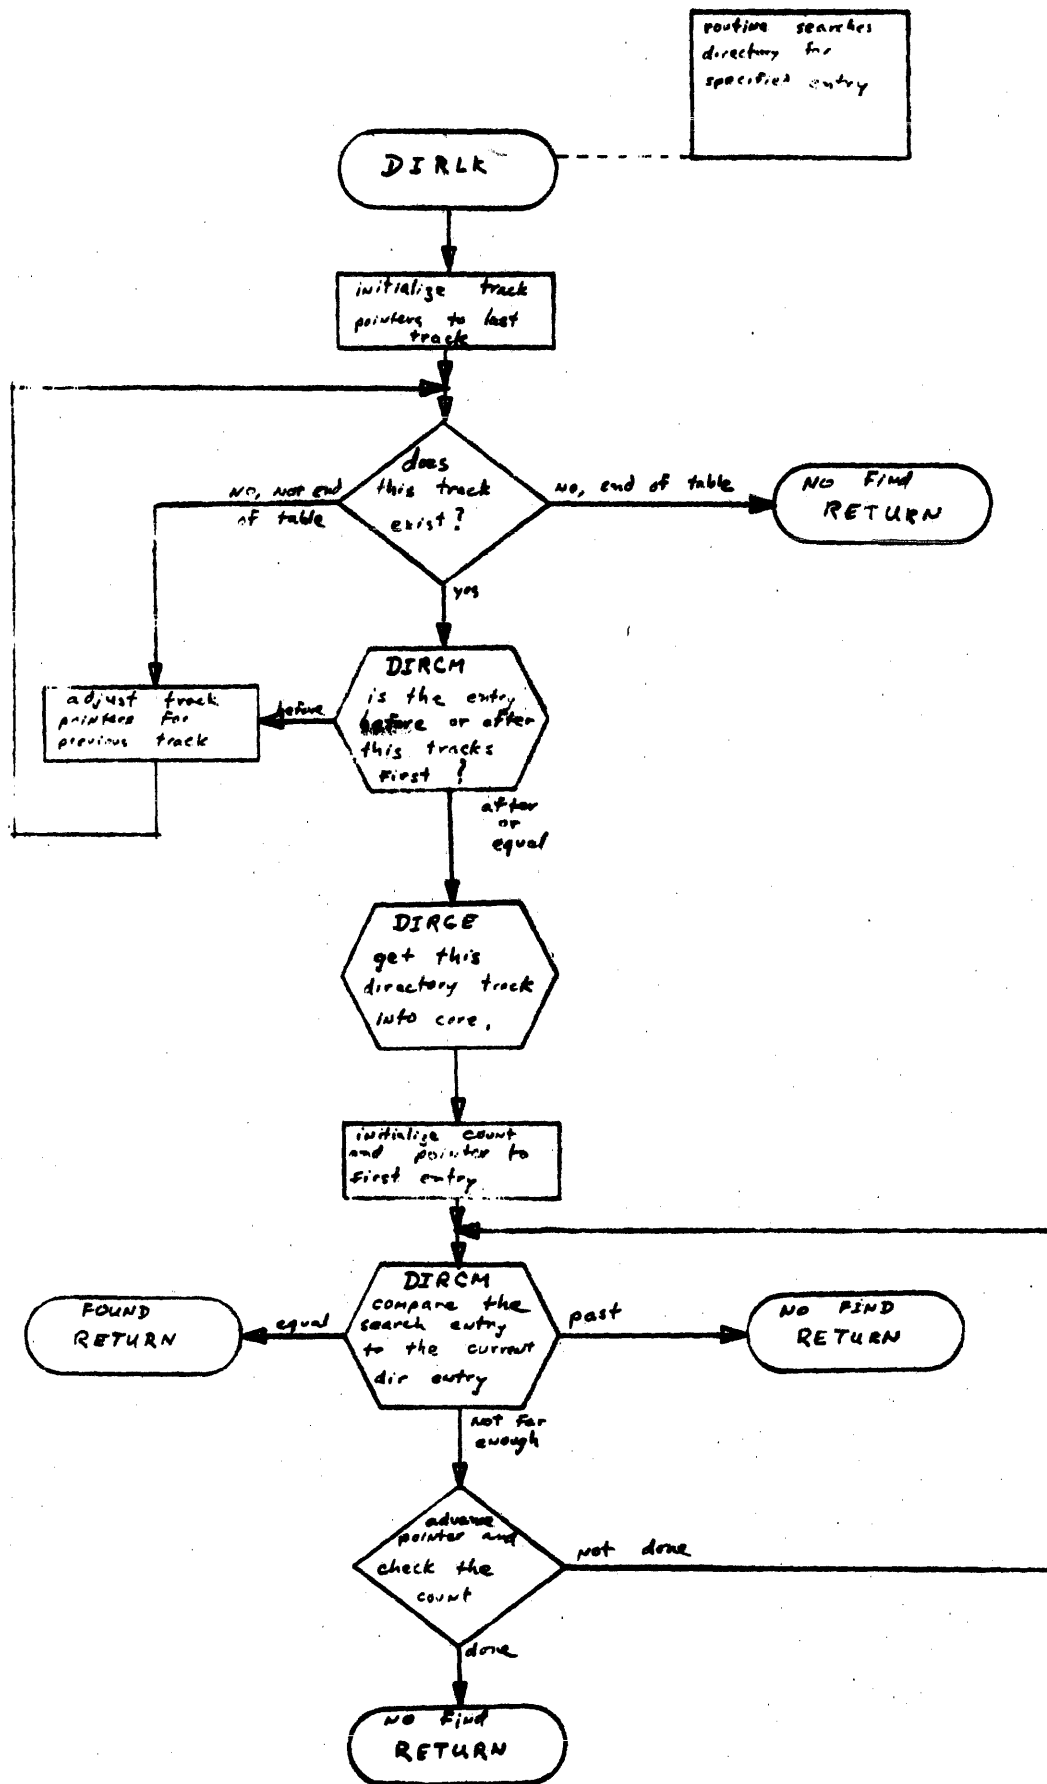 routine searches
directory for
specified entry
DIRLK
initialize track
pointers to last
track
does
this track
exist?
No, Not end
of table
No, end of table
NO Find
RETURN
yes
DIRCM
is the entry
before or after
this tracks
first ?
before
adjust track
pointers for
previous track
after
or
equal
DIRGE
get this
directory track
into core.
initialize count
and pointer to
first entry
DIRCM
compare the
search entry
to the current
dir entry
equal
FOUND
RETURN
past
NO FIND
RETURN
Not far
enough
advance
pointer and
check the
count
Not done
done
NO Find
RETURN